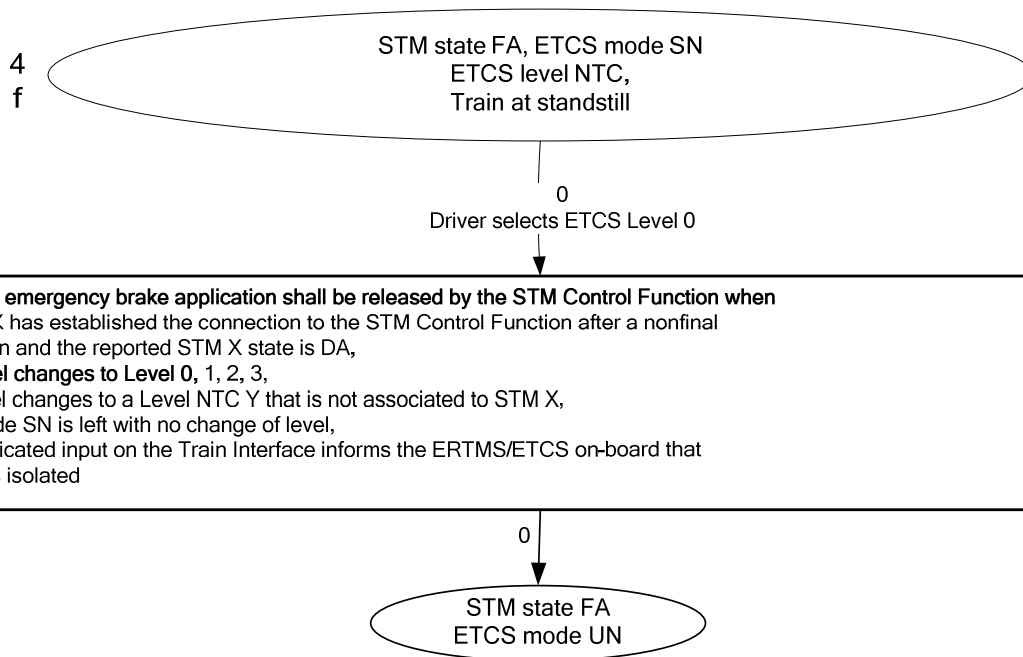 4
f
STM state FA, ETCS mode SN
ETCS level NTC,
Train at standstill
0
Driver selects ETCS Level 0
emergency brake application shall be released by the STM Control Function when
X has established the connection to the STM Control Function after a nonfinal
n and the reported STM X state is DA,
el changes to Level 0, 1, 2, 3,
el changes to a Level NTC Y that is not associated to STM X,
de SN is left with no change of level,
icated input on the Train Interface informs the ERTMS/ETCS on-board that
isolated
0
STM state FA
ETCS mode UN